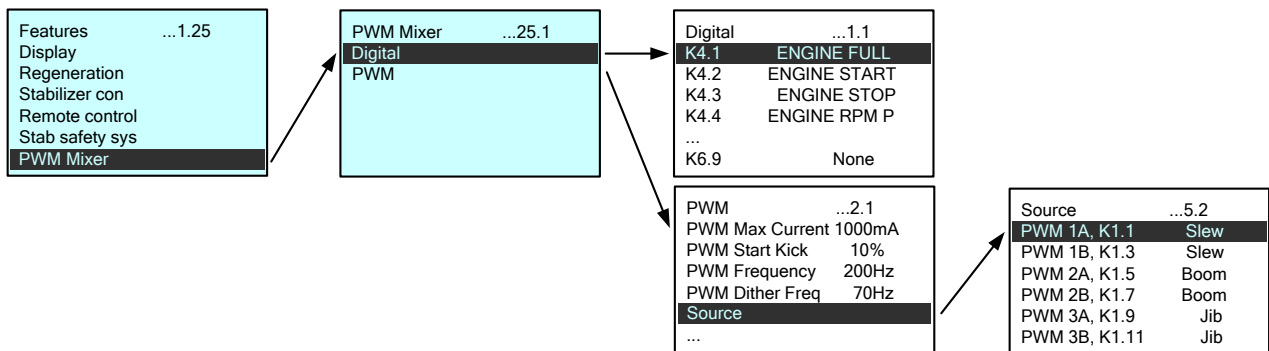 Features ...1.25
Display
Regeneration
Stabilizer con
Remote control
Stab safety sys
PWM Mixer
PWM Mixer ...25.1
Digital
PWM
Digital ...1.1
K4.1 ENGINE FULL
K4.2 ENGINE START
K4.3 ENGINE STOP
K4.4 ENGINE RPM P
...
K6.9 None
PWM ...2.1
PWM Max Current 1000mA
PWM Start Kick 10%
PWM Frequency 200Hz
PWM Dither Freq 70Hz
Source
...
Source ...5.2
PWM 1A, K1.1 Slew
PWM 1B, K1.3 Slew
PWM 2A, K1.5 Boom
PWM 2B, K1.7 Boom
PWM 3A, K1.9 Jib
PWM 3B, K1.11 Jib